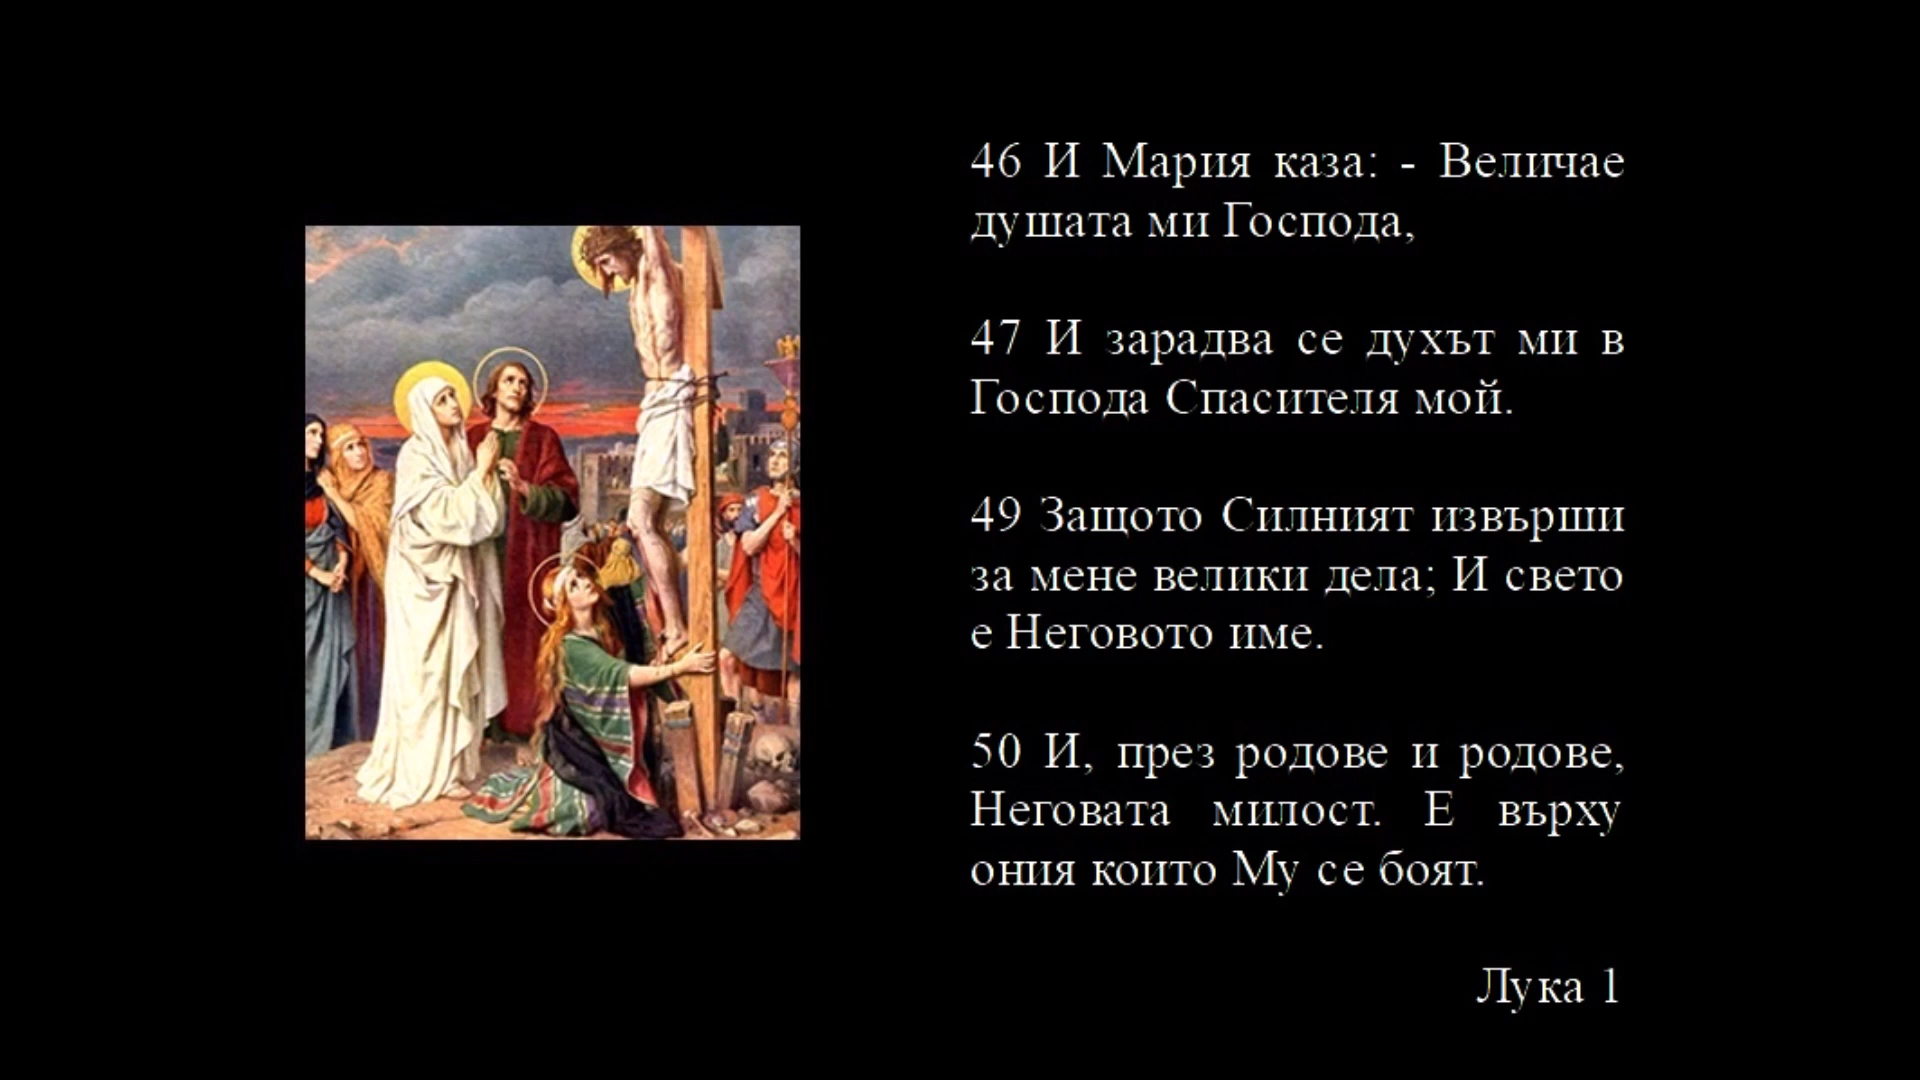 46 И Мария каза: - Величае
душата ми Господа,
47 И зарадва се духът ми в
Господа Спасителя мой.
49 Защото Силният извърши
за мене велики дела; И свето
е Неговото име.
50 И, през родове и родове,
Неговата милост. Е върху
ония които Му се боят.
Лука 1